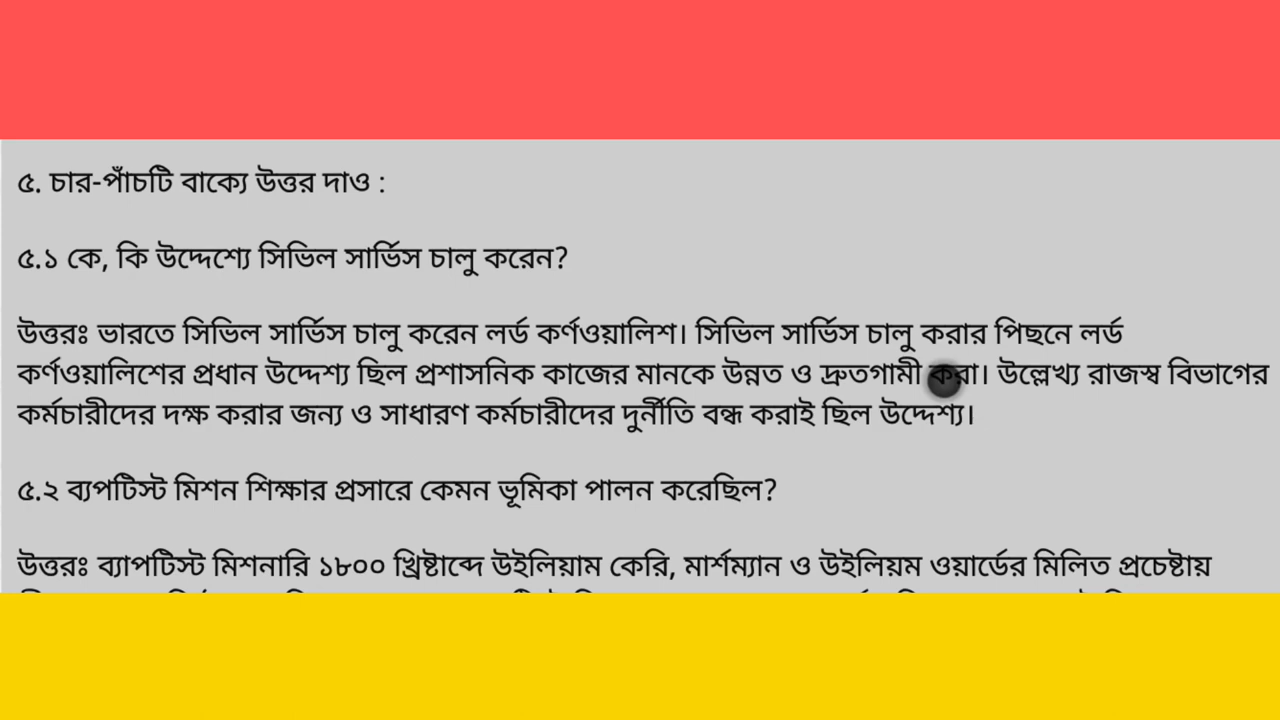 ৫. চার-পাঁচটি বাক্যে উত্তর দাও :
৫.১ কে, কি উদ্দেশ্যে সিভিল সার্ভিস চালু করেন?
উত্তরঃ ভারতে সিভিল সার্ভিস চালু করেন লর্ড কর্ণওয়ালিশ। সিভিল সার্ভিস চালু করার পিছনে লর্ড
কর্ণওয়ালিশের প্রধান উদ্দেশ্য ছিল প্রশাসনিক কাজের মানকে উন্নত ও দ্রুতগামী করা। উল্লেখ্য রাজস্ব বিভাগের
কর্মচারীদের দক্ষ করার জন্য ও সাধারণ কর্মচারীদের দুর্নীতি বন্ধ করাই ছিল উদ্দেশ্য।
৫.২ ব্যপটিস্ট মিশন শিক্ষার প্রসারে কেমন ভূমিকা পালন করেছিল?
উত্তরঃ ব্যাপটিস্ট মিশনারি ১৮০০ খ্রিষ্টাব্দে উইলিয়াম কেরি, মার্শম্যান ও উইলিয়ম ওয়ার্ডের মিলিত প্রচেষ্টায়